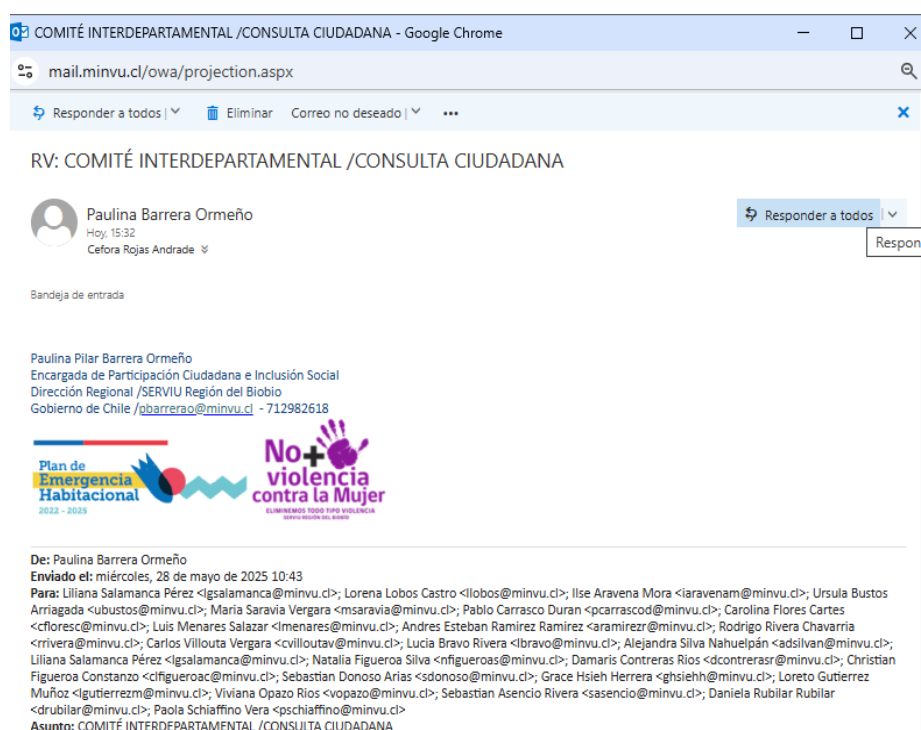 COMITÉ INTERDEPARTAMENTAL /CONSULTA CIUDADANA - Google Chrome
mail.minvu.cl/owa/projection.aspx
Responder a todos | Eliminar Correo no deseado | •••
RV: COMITÉ INTERDEPARTAMENTAL /CONSULTA CIUDADANA
Paulina Barrera Ormeño
Responder a todos
Hoy, 15:32
Cefora Rojas Andrade
Respon
Bandeja de entrada
Paulina Pilar Barrera Ormeño
Encargada de Participación Ciudadana e Inclusión Social
Dirección Regional /SERVIU Región del Biobio
Gobierno de Chile /pbarrerao@minvu.cl - 712982618
Plan de
Emergencia
Habitacional
2022 - 2025
No+
violencia
contra la Mujer
ELIMINEMOS TODO TIPO VIOLENCIA
SERVIU REGIÓN DEL BIOBIO
De: Paulina Barrera Ormeño
Enviado el: miércoles, 28 de mayo de 2025 10:43
Para: Liliana Salamanca Pérez <lgsalamanca@minvu.cl>; Lorena Lobos Castro <llobos@minvu.cl>; Ilse Aravena Mora <iaravenam@minvu.cl>; Ursula Bustos
Arriagada <ubustos@minvu.cl>; Maria Saravia Vergara <msaravia@minvu.cl>; Pablo Carrasco Duran <pcarrascod@minvu.cl>; Carolina Flores Cartes
<cfloresc@minvu.cl>; Luis Menares Salazar <lmenares@minvu.cl>; Andres Esteban Ramirez Ramirez <aramirezr@minvu.cl>; Rodrigo Rivera Chavarria
<rrivera@minvu.cl>; Carlos Villouta Vergara <cvilloutav@minvu.cl>; Lucia Bravo Rivera <lbravo@minvu.cl>; Alejandra Silva Nahuelpán <adsilvan@minvu.cl>;
Liliana Salamanca Pérez <lgsalamanca@minvu.cl>; Natalia Figueroa Silva <nfigueroas@minvu.cl>; Damaris Contreras Rios <dcontrerasr@minvu.cl>; Christian
Figueroa Constanzo <clfigueroac@minvu.cl>; Sebastian Donoso Arias <sdonoso@minvu.cl>; Grace Hsieh Herrera <ghsiehh@minvu.cl>; Loreto Gutierrez
Muñoz <lgutierrezm@minvu.cl>; Viviana Opazo Rios <vopazo@minvu.cl>; Sebastian Asencio Rivera <sasencio@minvu.cl>; Daniela Rubilar Rubilar
<drubilar@minvu.cl>; Paola Schiaffino Vera <pschiaffino@minvu.cl>
Asunto: COMITÉ INTERDEPARTAMENTAL /CONSULTA CIUDADANA